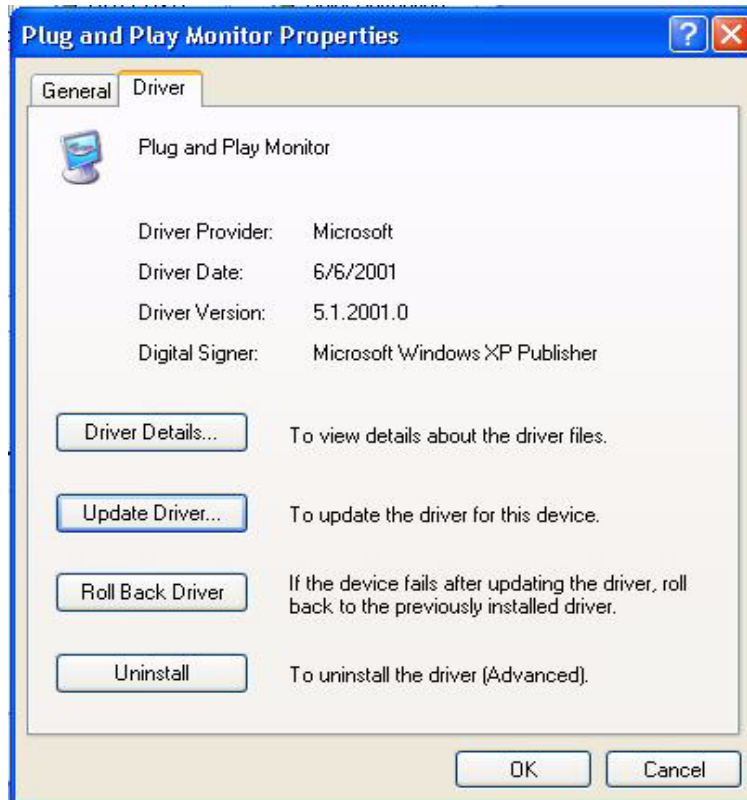 Plug and Play Monitor Properties
General
Driver
Plug and Play Monitor
Driver Provider: Microsoft
Driver Date: 6/6/2001
Driver Version: 5.1.2001.0
Digital Signer: Microsoft Windows XP Publisher
Driver Details... To view details about the driver files.
Update Driver... To update the driver for this device.
Roll Back Driver If the device fails after updating the driver, roll
back to the previously installed driver.
Uninstall To uninstall the driver (Advanced).
OK Cancel